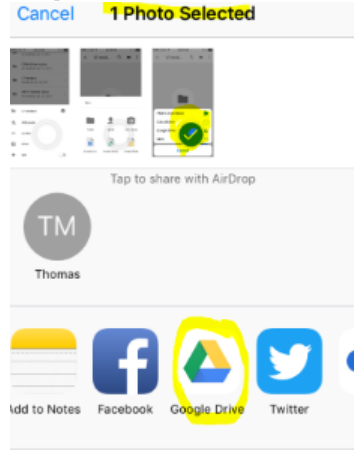 Cancel 1 Photo Selected
Tap to share with AirDrop
TM
Thomas
Add to Notes Facebook Google Drive Twitter